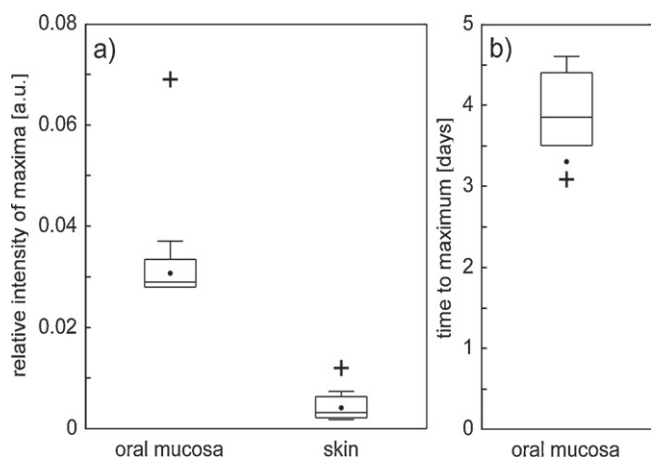 a)
relative intensity of maxima [a.u.]
0.08
0.06
0.04
0.02
0
oral mucosa
skin
b)
time to maximum [days]
5
4
3
2
1
0
oral mucosa